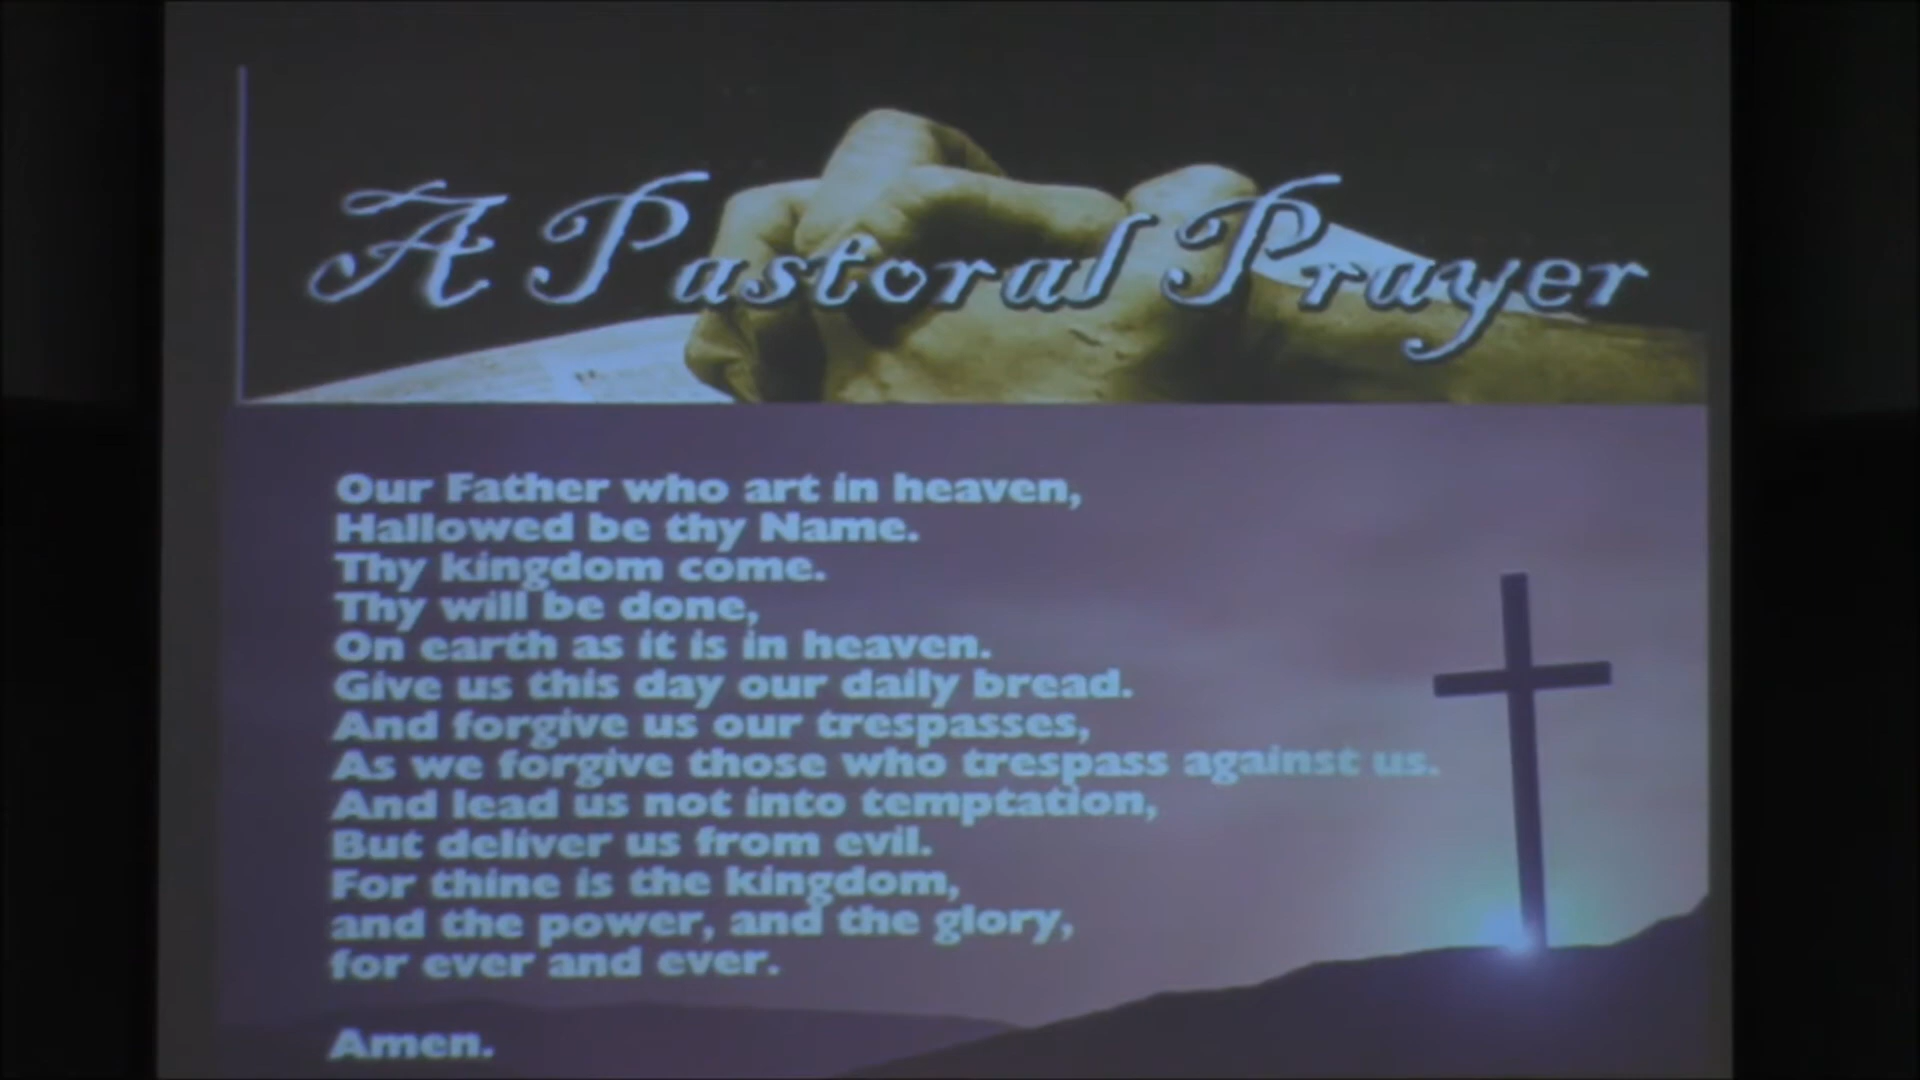 A Pastoral Prayer
Our Father who art in heaven,
Hallowed be thy Name.
Thy kingdom come.
Thy will be done,
On earth as it is in heaven.
Give us this day our daily bread.
And forgive us our trespasses,
As we forgive those who trespass against us.
And lead us not into temptation,
But deliver us from evil.
For thine is the kingdom,
and the power, and the glory,
for ever and ever.
Amen.